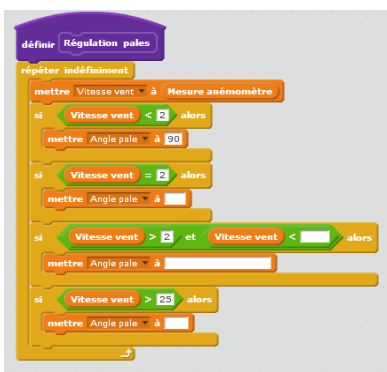 définir Régulation pales
répéter indéfiniment
mettre Vitesse vent à Mesure anémomètre
si Vitesse vent < 2 alors
mettre Angle pale à 90
si Vitesse vent = 2 alors
mettre Angle pale à
si Vitesse vent > 2 et Vitesse vent < alors
mettre Angle pale à
si Vitesse vent > 25 alors
mettre Angle pale à